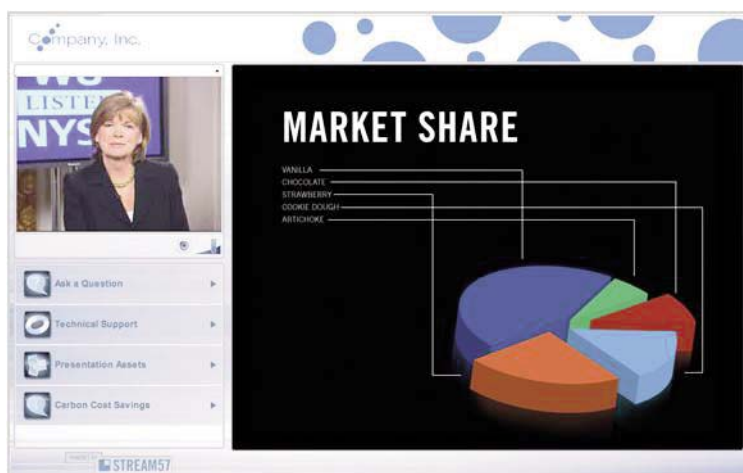 Company, Inc.
LISTE
NYS
MARKET SHARE
VANILLA
CHOCOLATE
STRAWBERRY
COOKIE DOUGH
ARTICHOKE
Ask a Question
Technical Support
Presentation Assets
Carbon Cost Savings
STREAM57